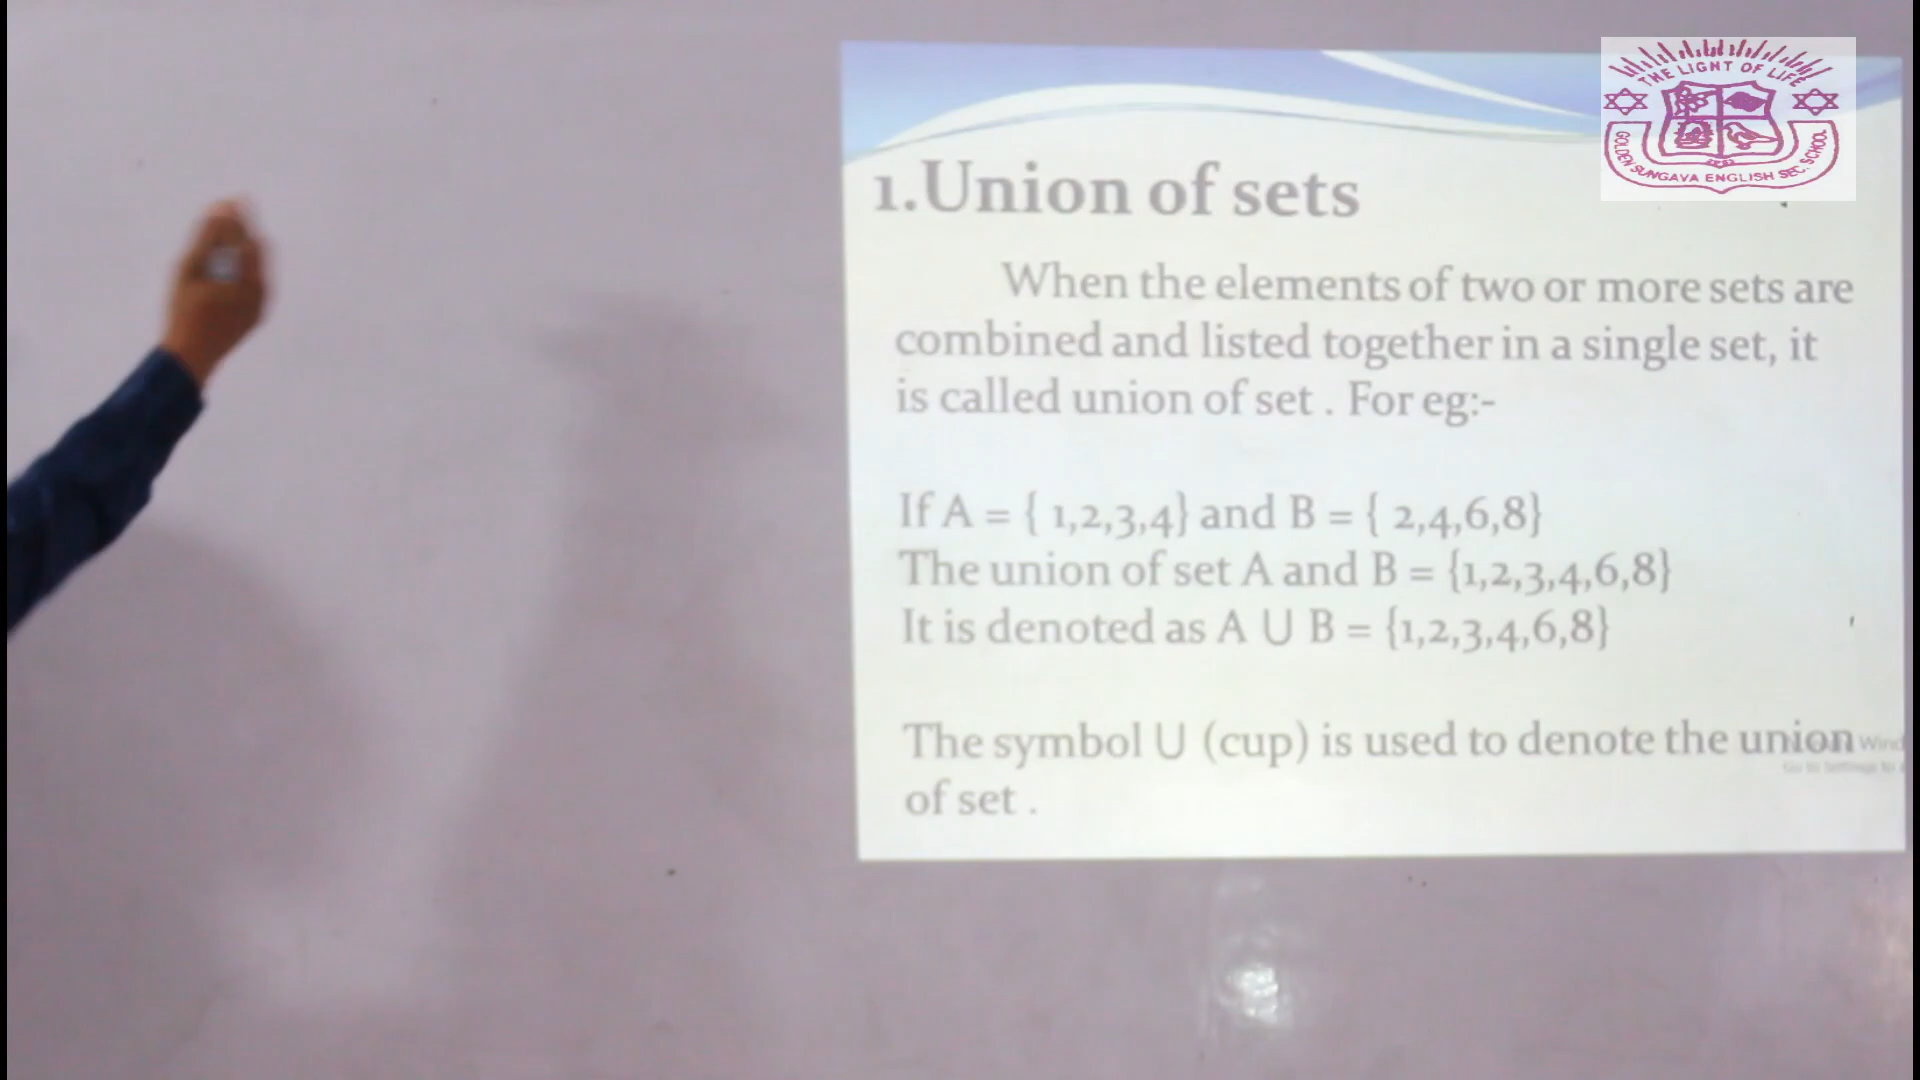 THE LIGHT OF LIFE
GOLDEN SUNGAVA ENGLISH SEC. SCHOOL
1.Union of sets
When the elements of two or more sets are
combined and listed together in a single set, it
is called union of set . For eg:-
If A = { 1,2,3,4} and B = { 2,4,6,8}
The union of set A and B = {1,2,3,4,6,8}
It is denoted as A U B = {1,2,3,4,6,8}
The symbol U (cup) is used to denote the union
of set .
Go to Settings to